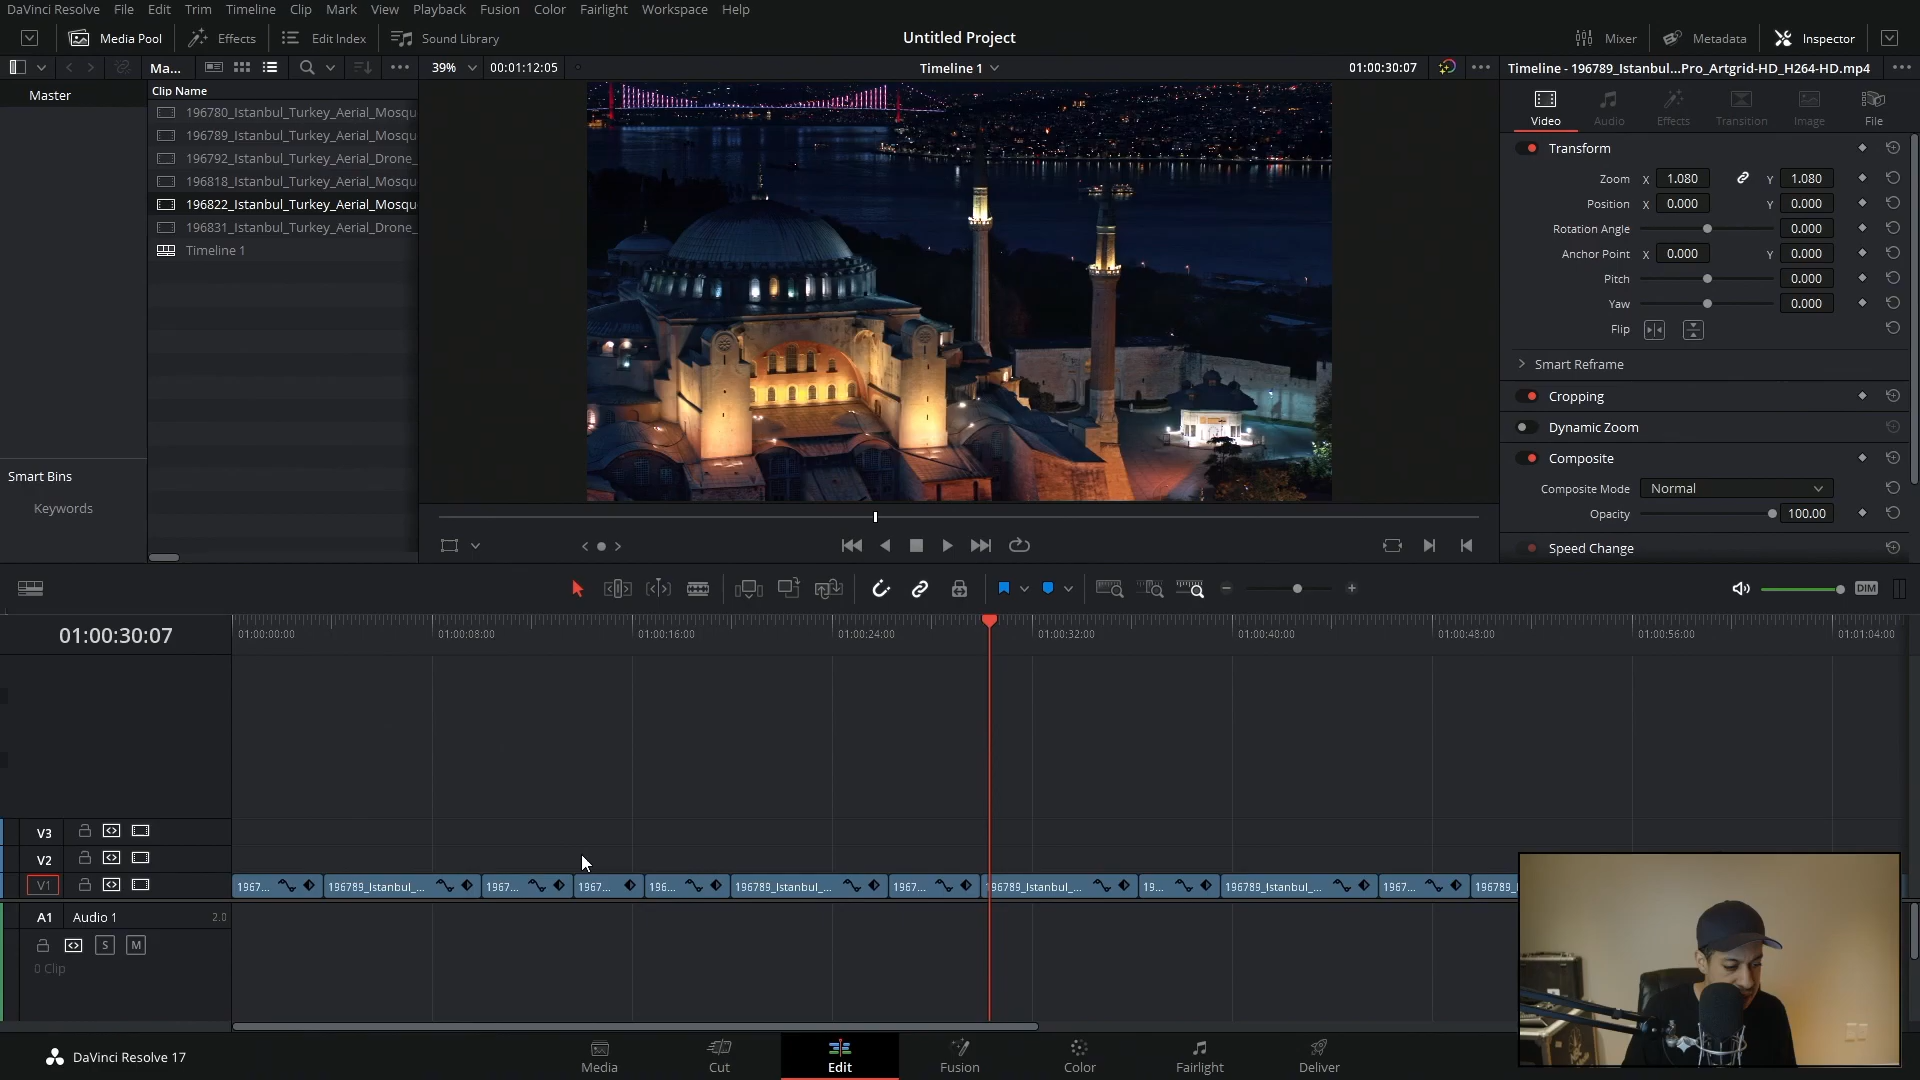 DaVinci Resolve File Edit Trim Timeline Clip Mark View Playback Fusion Color Fairlight Workspace Help
Media Pool Effects Edit Index Sound Library Untitled Project Mixer Metadata Inspector
Ma... 39% 00:01:12:05 Timeline 1 01:00:30:07 Timeline - 196789_Istanbul...Pro_Artgrid-HD_H264-HD.mp4
Master
Clip Name
196780_Istanbul_Turkey_Aerial_Mosqu
196789_Istanbul_Turkey_Aerial_Mosqu
196792_Istanbul_Turkey_Aerial_Drone_
196818_Istanbul_Turkey_Aerial_Mosqu
196822_Istanbul_Turkey_Aerial_Mosqu
196831_Istanbul_Turkey_Aerial_Drone_
Timeline 1
Smart Bins
Keywords
Video Audio Effects Transition Image File
Transform
Zoom X 1.080 Y 1.080
Position X 0.000 Y 0.000
Rotation Angle 0.000
Anchor Point X 0.000 Y 0.000
Pitch 0.000
Yaw 0.000
Flip
Smart Reframe
Cropping
Dynamic Zoom
Composite
Composite Mode Normal
Opacity 100.00
Speed Change
DIM
01:00:30:07 01:00:00:00 01:00:08:00 01:00:16:00 01:00:24:00 01:00:32:00 01:00:40:00 01:00:48:00 01:00:56:00 01:01:04:00
V3
V2
V1 1967... 196789_Istanbul_... 1967... 1967... 196... 196789_Istanbul_... 1967... 196789_Istanbul_... 19... 196789_Istanbul_... 1967... 196789_Istanbul_
A1 Audio 1 2.0
S M
0 Clip
DaVinci Resolve 17 Media Cut Edit Fusion Color Fairlight Deliver